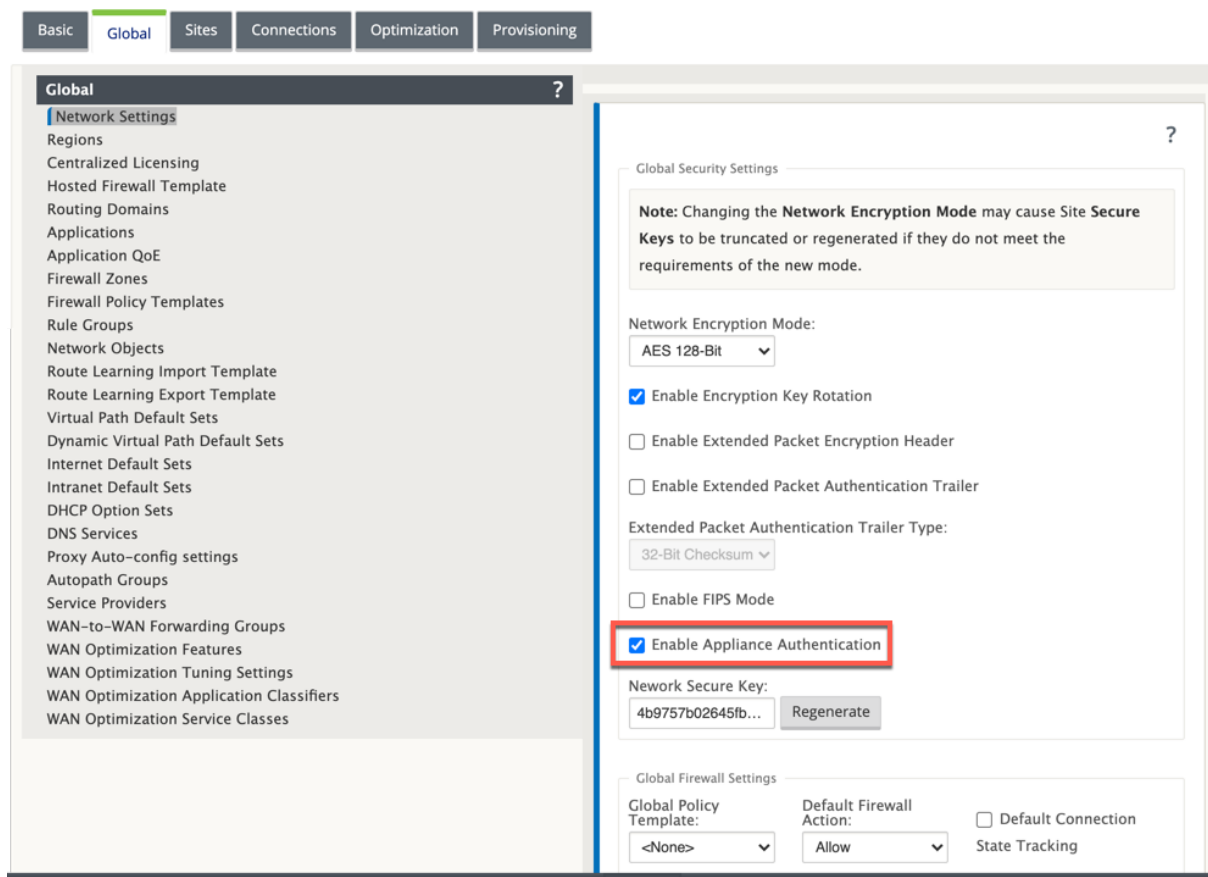 Basic
Global
Sites
Connections
Optimization
Provisioning
Global ?
Network Settings
Regions
Centralized Licensing
Hosted Firewall Template
Routing Domains
Applications
Application QoE
Firewall Zones
Firewall Policy Templates
Rule Groups
Network Objects
Route Learning Import Template
Route Learning Export Template
Virtual Path Default Sets
Dynamic Virtual Path Default Sets
Internet Default Sets
Intranet Default Sets
DHCP Option Sets
DNS Services
Proxy Auto-config settings
Autopath Groups
Service Providers
WAN-to-WAN Forwarding Groups
WAN Optimization Features
WAN Optimization Tuning Settings
WAN Optimization Application Classifiers
WAN Optimization Service Classes
?
Global Security Settings
Note: Changing the Network Encryption Mode may cause Site Secure
Keys to be truncated or regenerated if they do not meet the
requirements of the new mode.
Network Encryption Mode:
AES 128-Bit
Enable Encryption Key Rotation
Enable Extended Packet Encryption Header
Enable Extended Packet Authentication Trailer
Extended Packet Authentication Trailer Type:
32-Bit Checksum
Enable FIPS Mode
Enable Appliance Authentication
Nework Secure Key:
4b9757b02645fb... Regenerate
Global Firewall Settings
Global Policy
Template:
<None>
Default Firewall
Action:
Allow
Default Connection
State Tracking